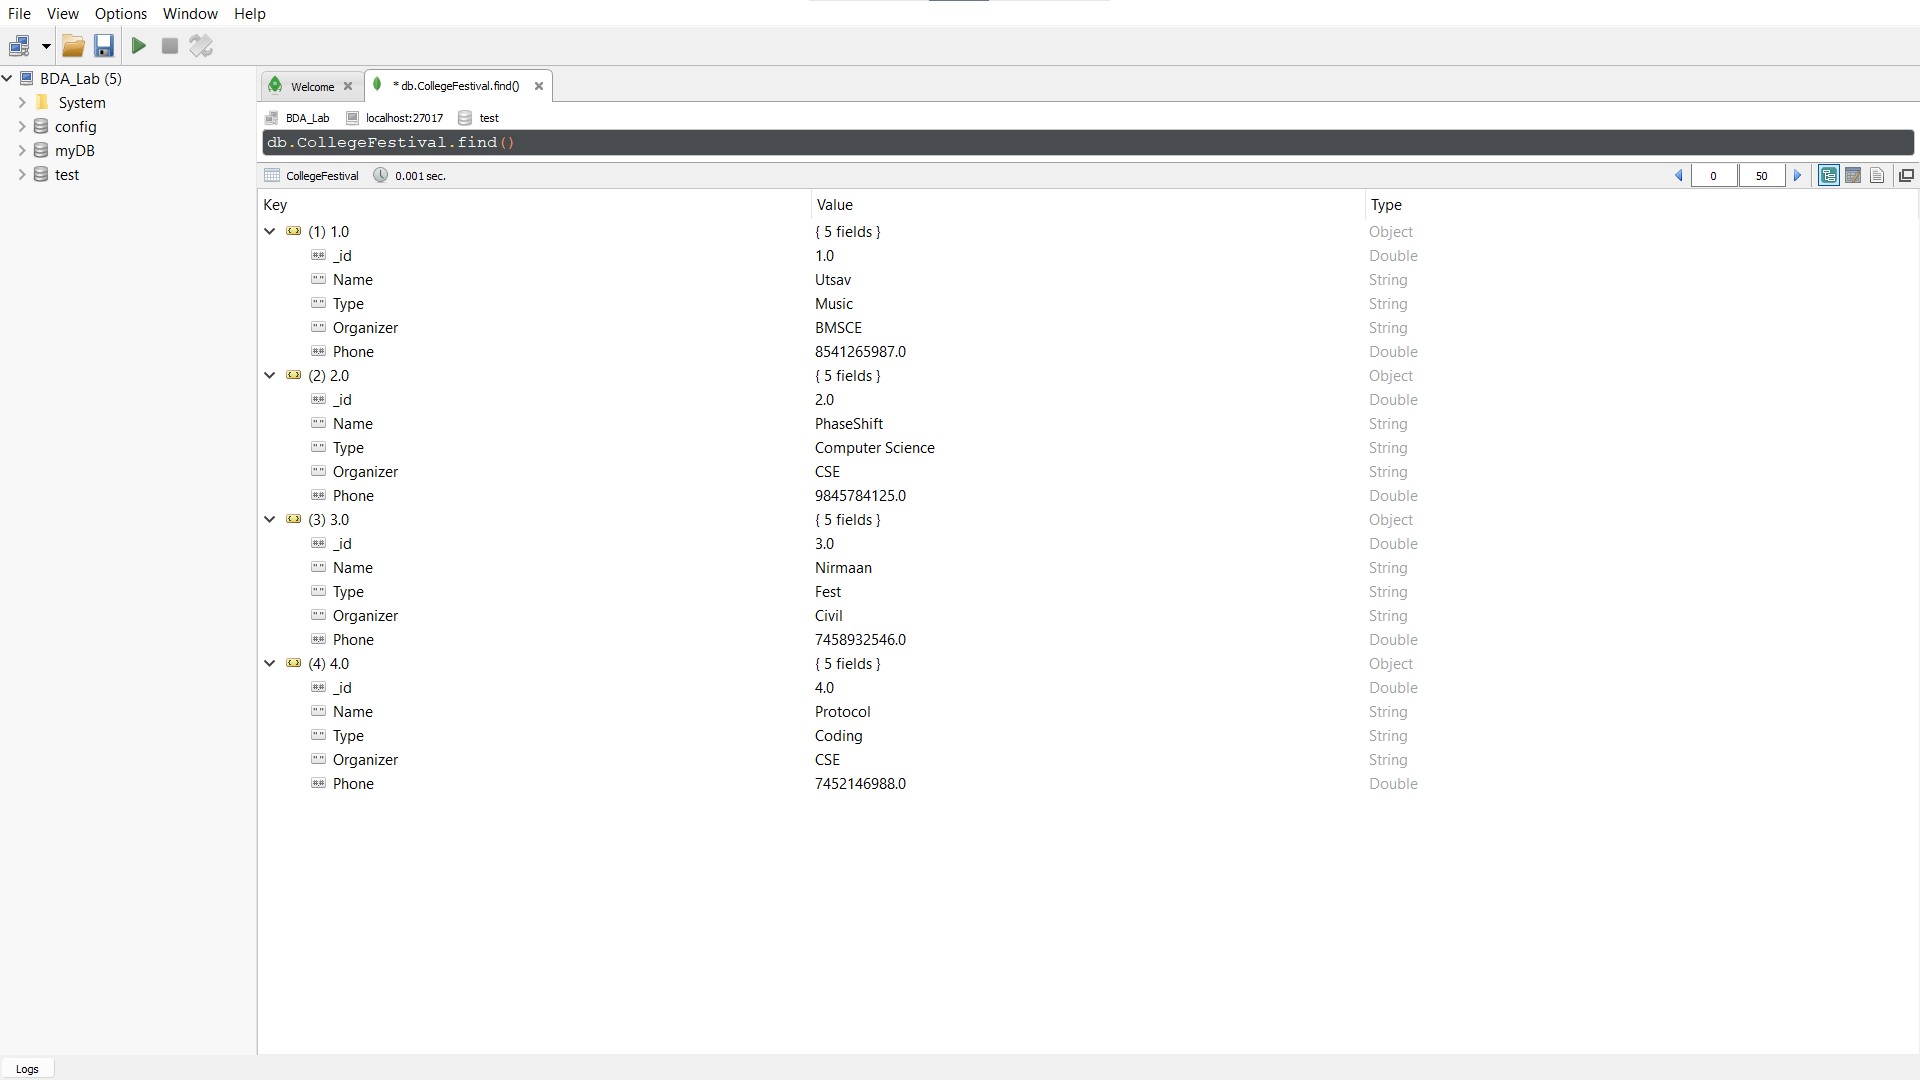 File View Options Window Help
BDA_Lab (5)
System
config
myDB
test
Welcome
* db.CollegeFestival.find()
BDA_Lab localhost:27017 test
db.CollegeFestival.find()
CollegeFestival 0.001 sec. 0 50
Key Value Type
(1) 1.0 { 5 fields } Object
_id 1.0 Double
Name Utsav String
Type Music String
Organizer BMSCE String
Phone 8541265987.0 Double
(2) 2.0 { 5 fields } Object
_id 2.0 Double
Name PhaseShift String
Type Computer Science String
Organizer CSE String
Phone 9845784125.0 Double
(3) 3.0 { 5 fields } Object
_id 3.0 Double
Name Nirmaan String
Type Fest String
Organizer Civil String
Phone 7458932546.0 Double
(4) 4.0 { 5 fields } Object
_id 4.0 Double
Name Protocol String
Type Coding String
Organizer CSE String
Phone 7452146988.0 Double
Logs